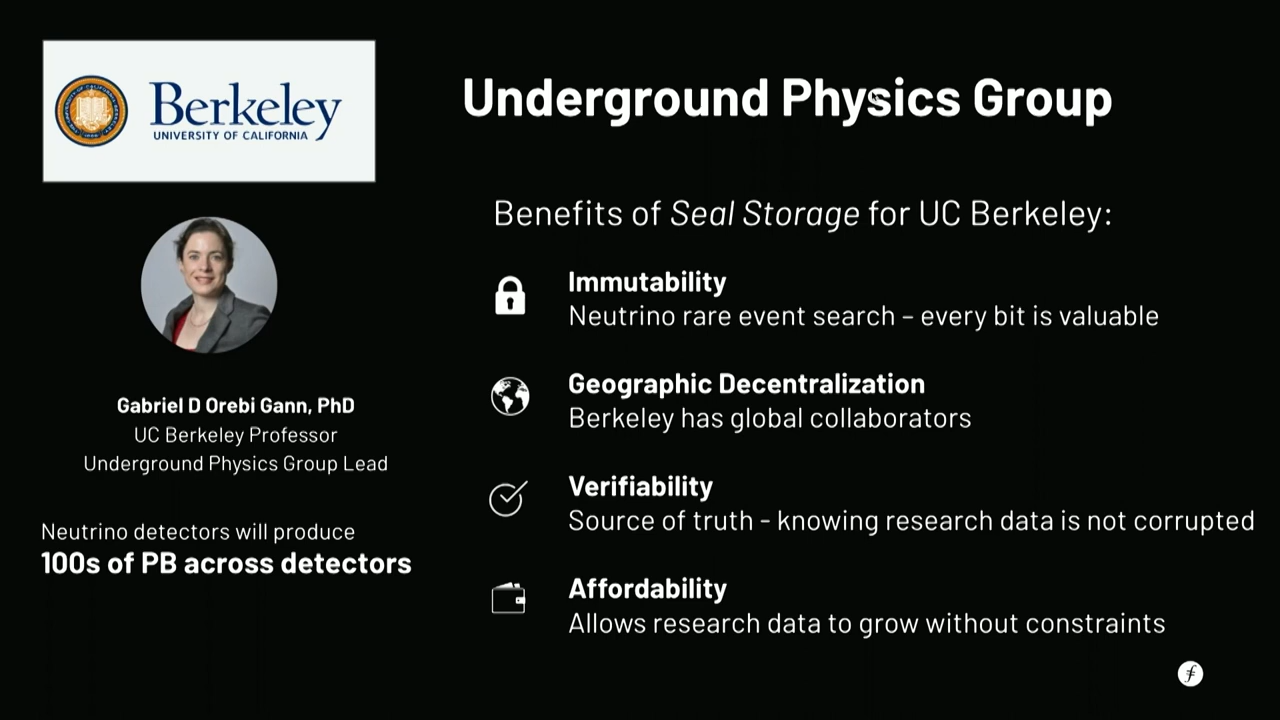 Berkeley
UNIVERSITY OF CALIFORNIA
Underground Physics Group
Benefits of Seal Storage for UC Berkeley:
Immutability
Neutrino rare event search – every bit is valuable
Geographic Decentralization
Berkeley has global collaborators
Verifiability
Source of truth - knowing research data is not corrupted
Affordability
Allows research data to grow without constraints
Gabriel D Orebi Gann, PhD
UC Berkeley Professor
Underground Physics Group Lead
Neutrino detectors will produce
100s of PB across detectors